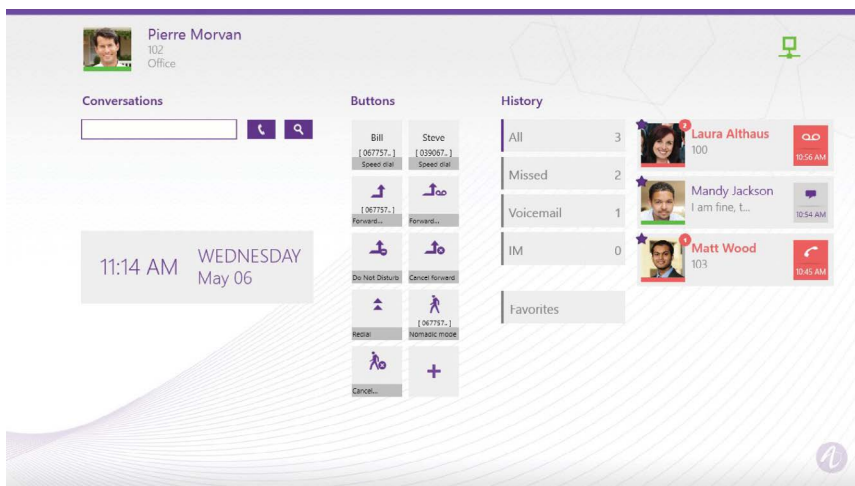 Pierre Morvan
102
Office
Conversations
Buttons
Bill
[ 067757.. ]
Speed dial
Steve
[ 039067.. ]
Speed dial
[ 067757.. ]
Forward...
Forward...
Do Not Disturb
Cancel forward
Redial
[ 067757.. ]
Nomadic mode
Cancel...
History
All 3
Missed 2
Voicemail 1
IM 0
Favorites
2
Laura Althaus
100
10:56 AM
Mandy Jackson
I am fine, t...
10:54 AM
1
Matt Wood
103
10:45 AM
11:14 AM
WEDNESDAY
May 06